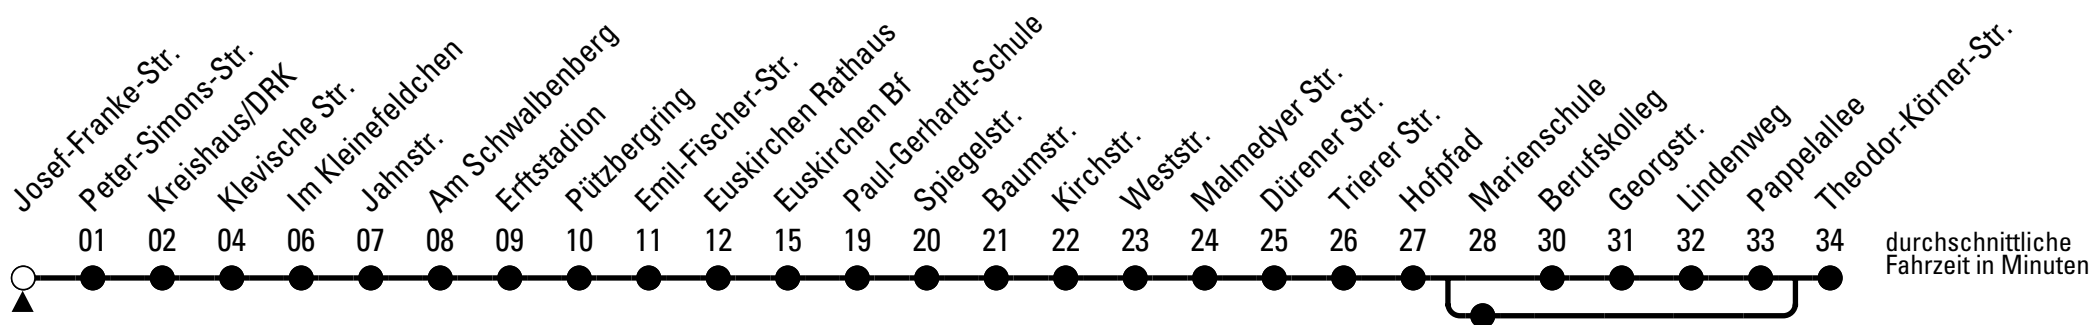 Josef-Franke-Str.
Peter-Simons-Str.
Kreishaus/DRK
Klevische Str.
Im Kleinefeldchen
Jahnstr.
Am Schwalbenberg
Erftstadion
Pützbergring
Emil-Fischer-Str.
Euskirchen Rathaus
Euskirchen Bf
Paul-Gerhardt-Schule
Spiegelstr.
Baumstr.
Kirchstr.
Weststr.
Malmedyer Str.
Dürener Str.
Trierer Str.
Hofpfad
Marienschule
Berufskolleg
Georgstr.
Lindenweg
Pappelallee
Theodor-Körner-Str.
01 02 04 06 07 08 09 10 11 12 15 19 20 21 22 23 24 25 26 27 28 30 31 32 33 34
durchschnittliche
Fahrzeit in Minuten